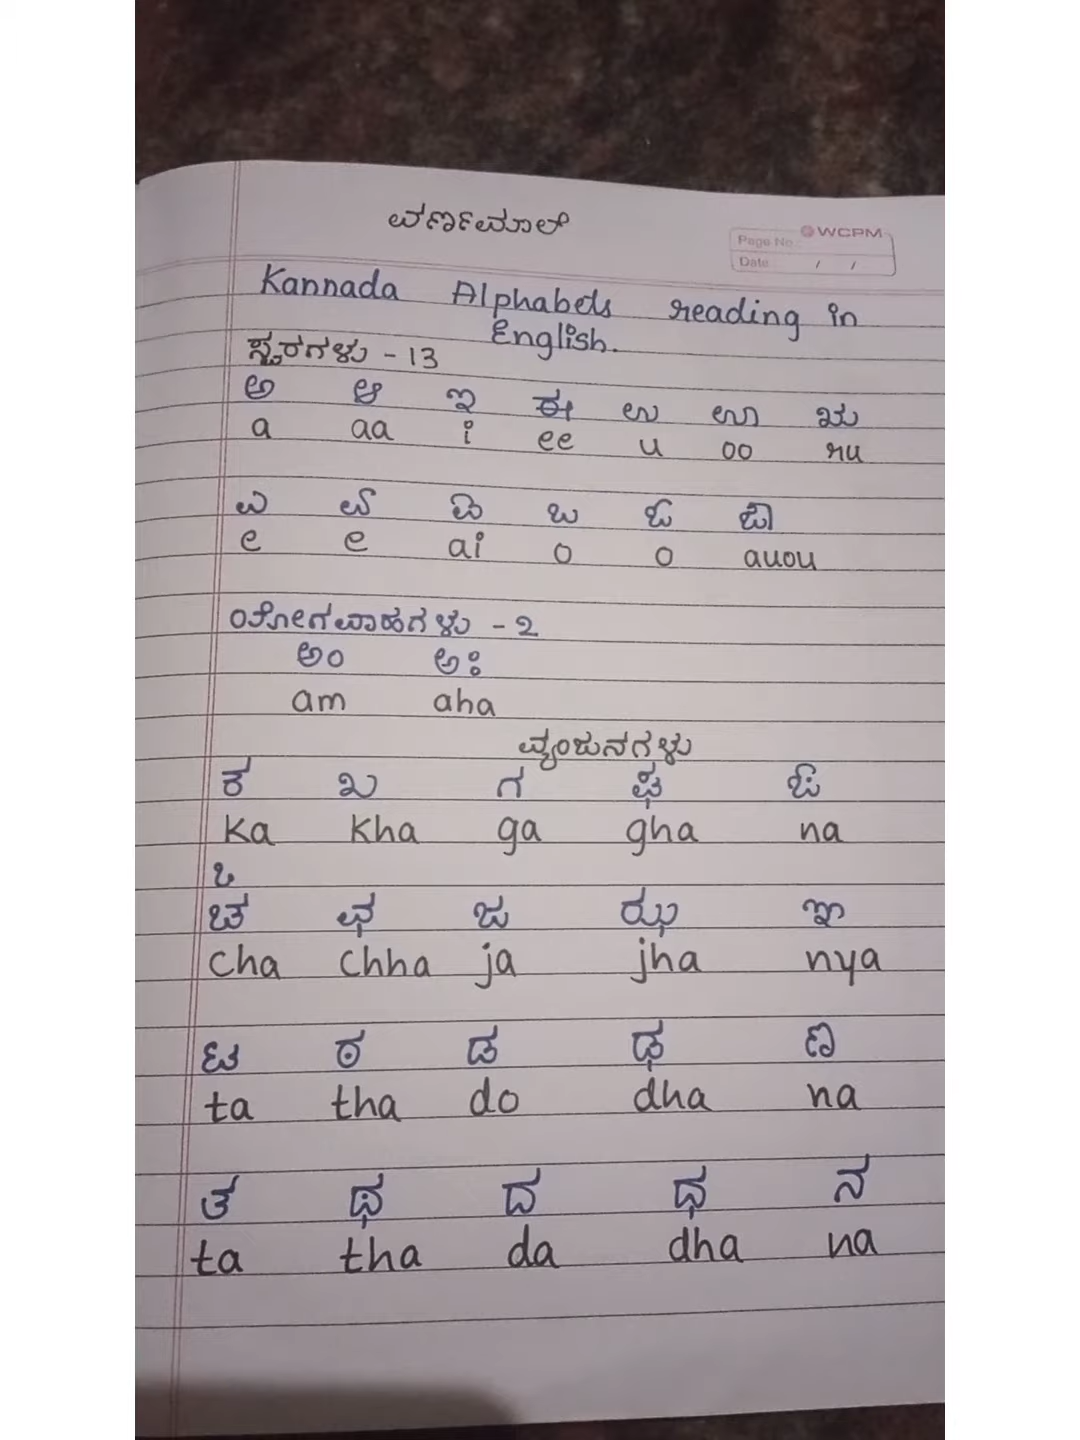 ವರ್ಣಮಾಲೆ
WCPM
Page No.
Date / /
Kannada Alphabets reading in
English.
ಸ್ವರಗಳು - 13
ಅ ಆ ಇ ಈ ಉ ಊ ಋ
a aa i ee u oo ru
ಎ ಏ ಐ ಒ ಓ ಔ
e e ai o o auou
ಯೋಗವಾಹಗಳು - ೨
ಅಂ ಅಃ
am aha
ವ್ಯಂಜನಗಳು
ಕ ಖ ಗ ಘ ಙ
Ka Kha ga gha na
ಚ ಛ ಜ ಝ ಞ
cha chha ja jha nya
ಟ ಠ ಡ ಢ ಣ
ta tha do dha na
ತ ಥ ದ ಧ ನ
ta tha da dha na